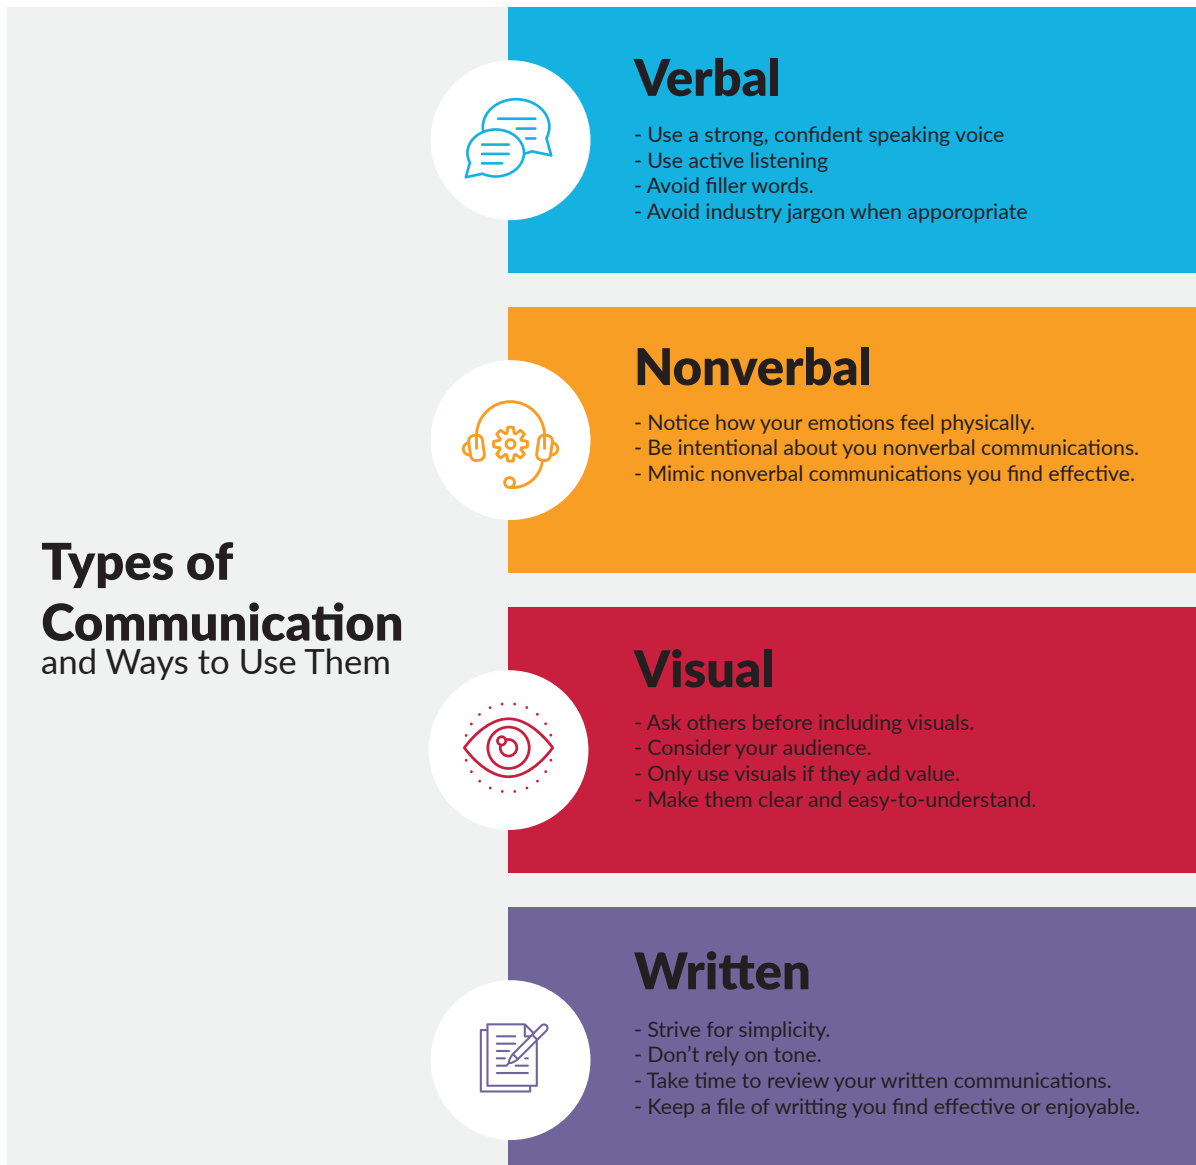 Types of
Communication
and Ways to Use Them
Verbal
- Use a strong, confident speaking voice
- Use active listening
- Avoid filler words.
- Avoid industry jargon when apporopriate
Nonverbal
- Notice how your emotions feel physically.
- Be intentional about you nonverbal communications.
- Mimic nonverbal communications you find effective.
Visual
- Ask others before including visuals.
- Consider your audience.
- Only use visuals if they add value.
- Make them clear and easy-to-understand.
Written
- Strive for simplicity.
- Don’t rely on tone.
- Take time to review your written communications.
- Keep a file of writting you find effective or enjoyable.